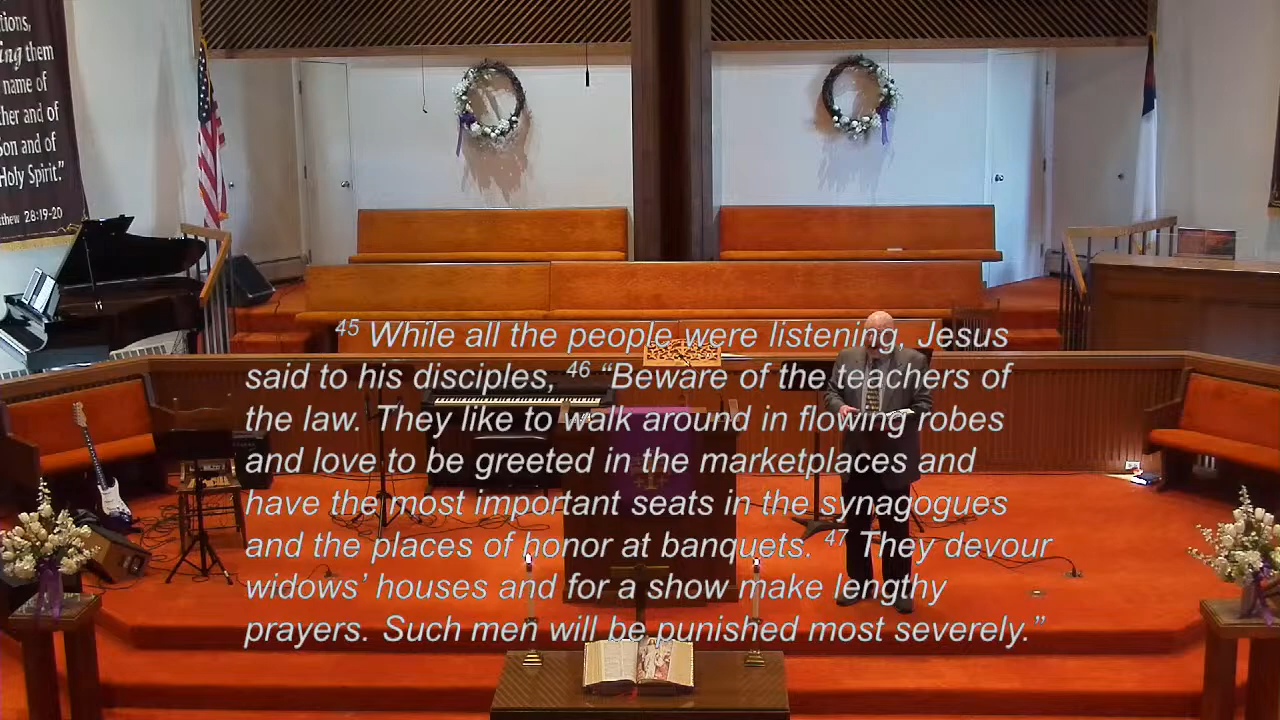 tions,
ing them
name of
her and of
Son and of
Holy Spirit."
thew 28:19-20
45 While all the people were listening, Jesus
said to his disciples, 46 “Beware of the teachers of
the law. They like to walk around in flowing robes
and love to be greeted in the marketplaces and
have the most important seats in the synagogues
and the places of honor at banquets. 47 They devour
widows’ houses and for a show make lengthy
prayers. Such men will be punished most severely.”